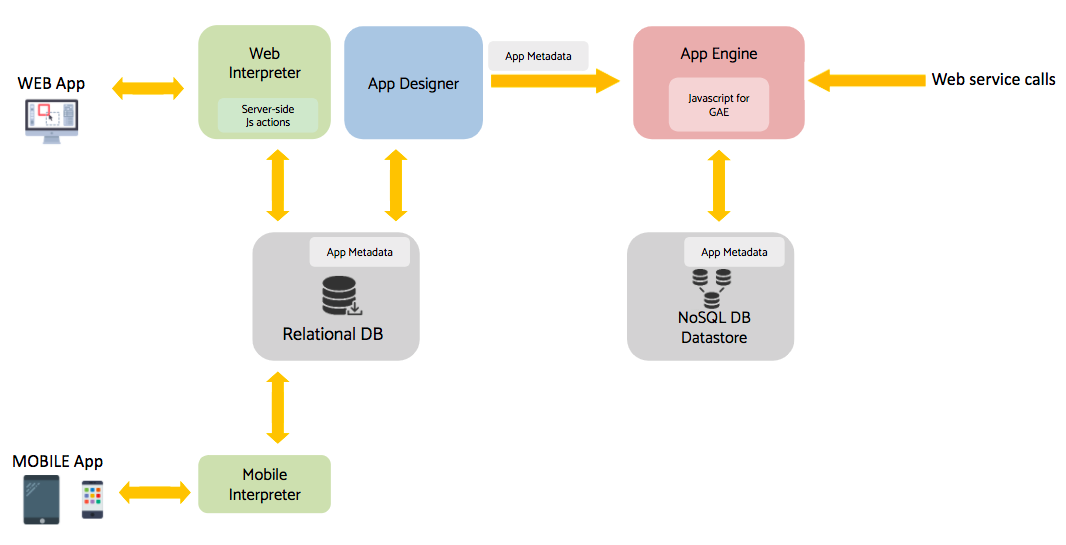 WEB App
Web
Interpreter
Server-side
Js actions
App Designer
App Metadata
App Engine
Javascript for
GAE
Web service calls
App Metadata
Relational DB
App Metadata
NoSQL DB
Datastore
MOBILE App
Mobile
Interpreter